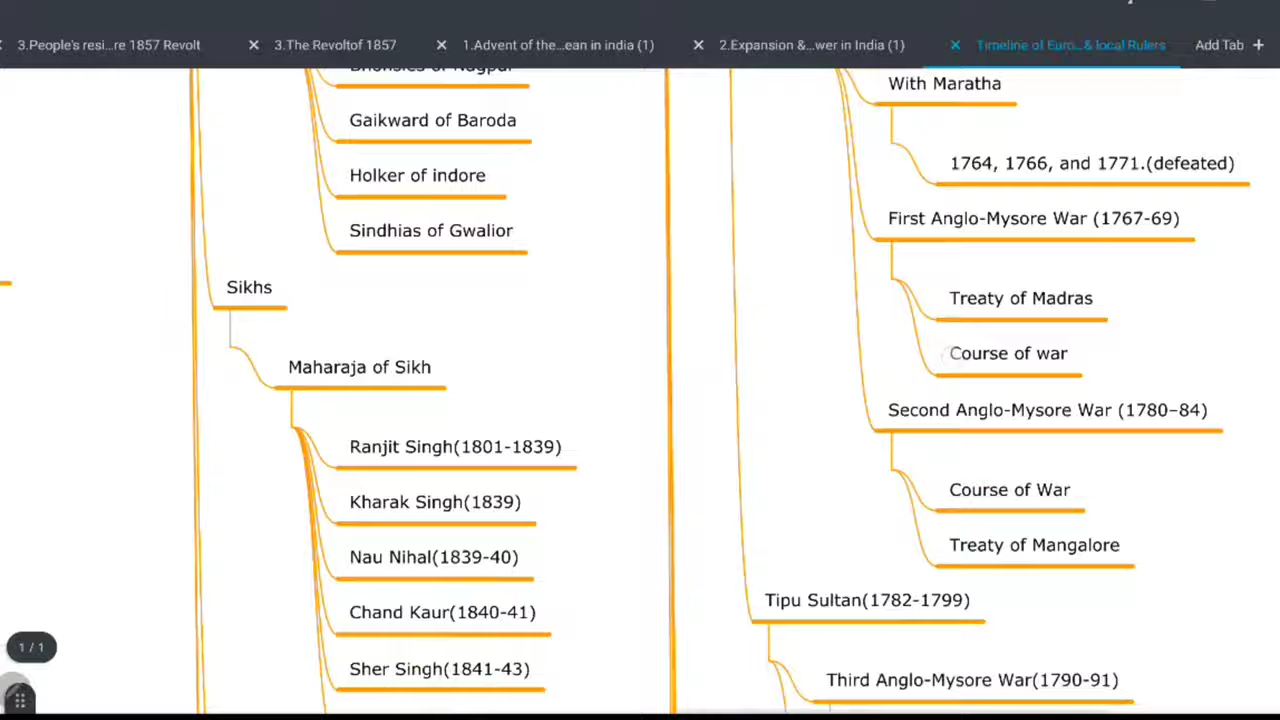 3.People's resi...re 1857 Revolt
3.The Revoltof 1857
1.Advent of the...ean in india (1)
2.Expansion &...wer in India (1)
Timeline of Euro...& local Rulers
Add Tab +
Bhonsles of Nagpur
Gaikward of Baroda
Holker of indore
Sindhias of Gwalior
Sikhs
Maharaja of Sikh
Ranjit Singh(1801-1839)
Kharak Singh(1839)
Nau Nihal(1839-40)
Chand Kaur(1840-41)
Sher Singh(1841-43)
With Maratha
1764, 1766, and 1771.(defeated)
First Anglo-Mysore War (1767-69)
Treaty of Madras
Course of war
Second Anglo-Mysore War (1780–84)
Course of War
Treaty of Mangalore
Tipu Sultan(1782-1799)
Third Anglo-Mysore War(1790-91)
1 / 1